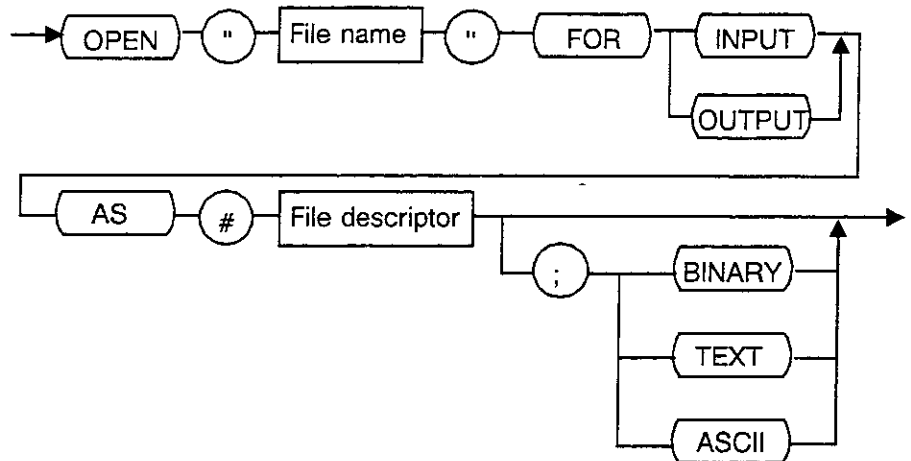 OPEN " File name " FOR INPUT
OUTPUT
AS # File descriptor
; BINARY
TEXT
ASCII